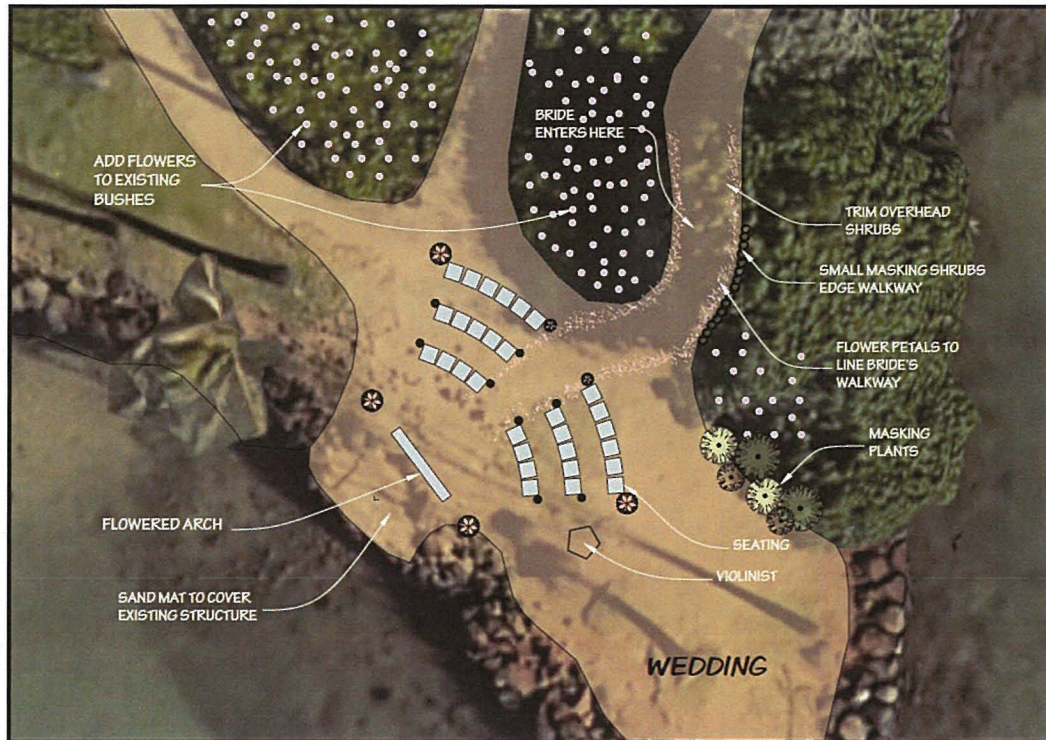 BRIDE
ENTERS HERE
ADD FLOWERS
TO EXISTING
BUSHES
TRIM OVERHEAD
SHRUBS
SMALL MASKING SHRUBS
EDGE WALKWAY
FLOWER PETALS TO
LINE BRIDE'S
WALKWAY
MASKING
PLANTS
FLOWERED ARCH
SEATING
VIOLINIST
SAND MAT TO COVER
EXISTING STRUCTURE
WEDDING